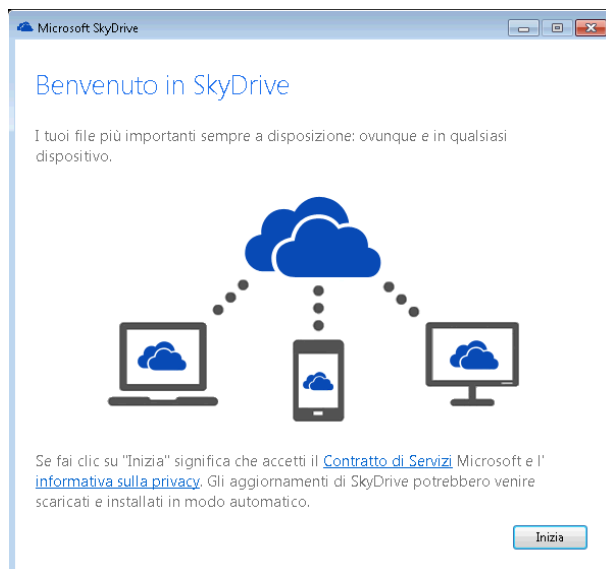 Microsoft SkyDrive
Benvenuto in SkyDrive
I tuoi file più importanti sempre a disposizione: ovunque e in qualsiasi
dispositivo.
Se fai clic su "Inizia" significa che accetti il Contratto di Servizi Microsoft e l'
informativa sulla privacy. Gli aggiornamenti di SkyDrive potrebbero venire
scaricati e installati in modo automatico.
Inizia